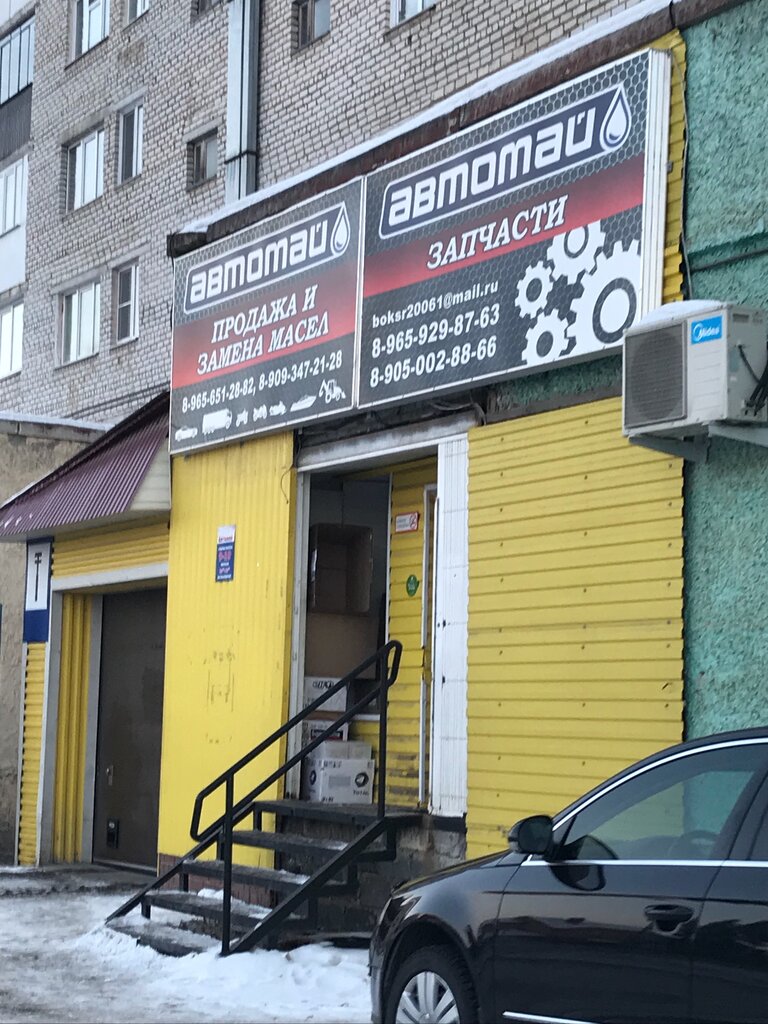 автомай
ПРОДАЖА И
ЗАМЕНА МАСЕЛ
8-965-651-28-82, 8-909-347-21-28
автомай
ЗАПЧАСТИ
boksr20061@mail.ru
8-965-929-87-63
8-905-002-88-66
Midea
TOTAL